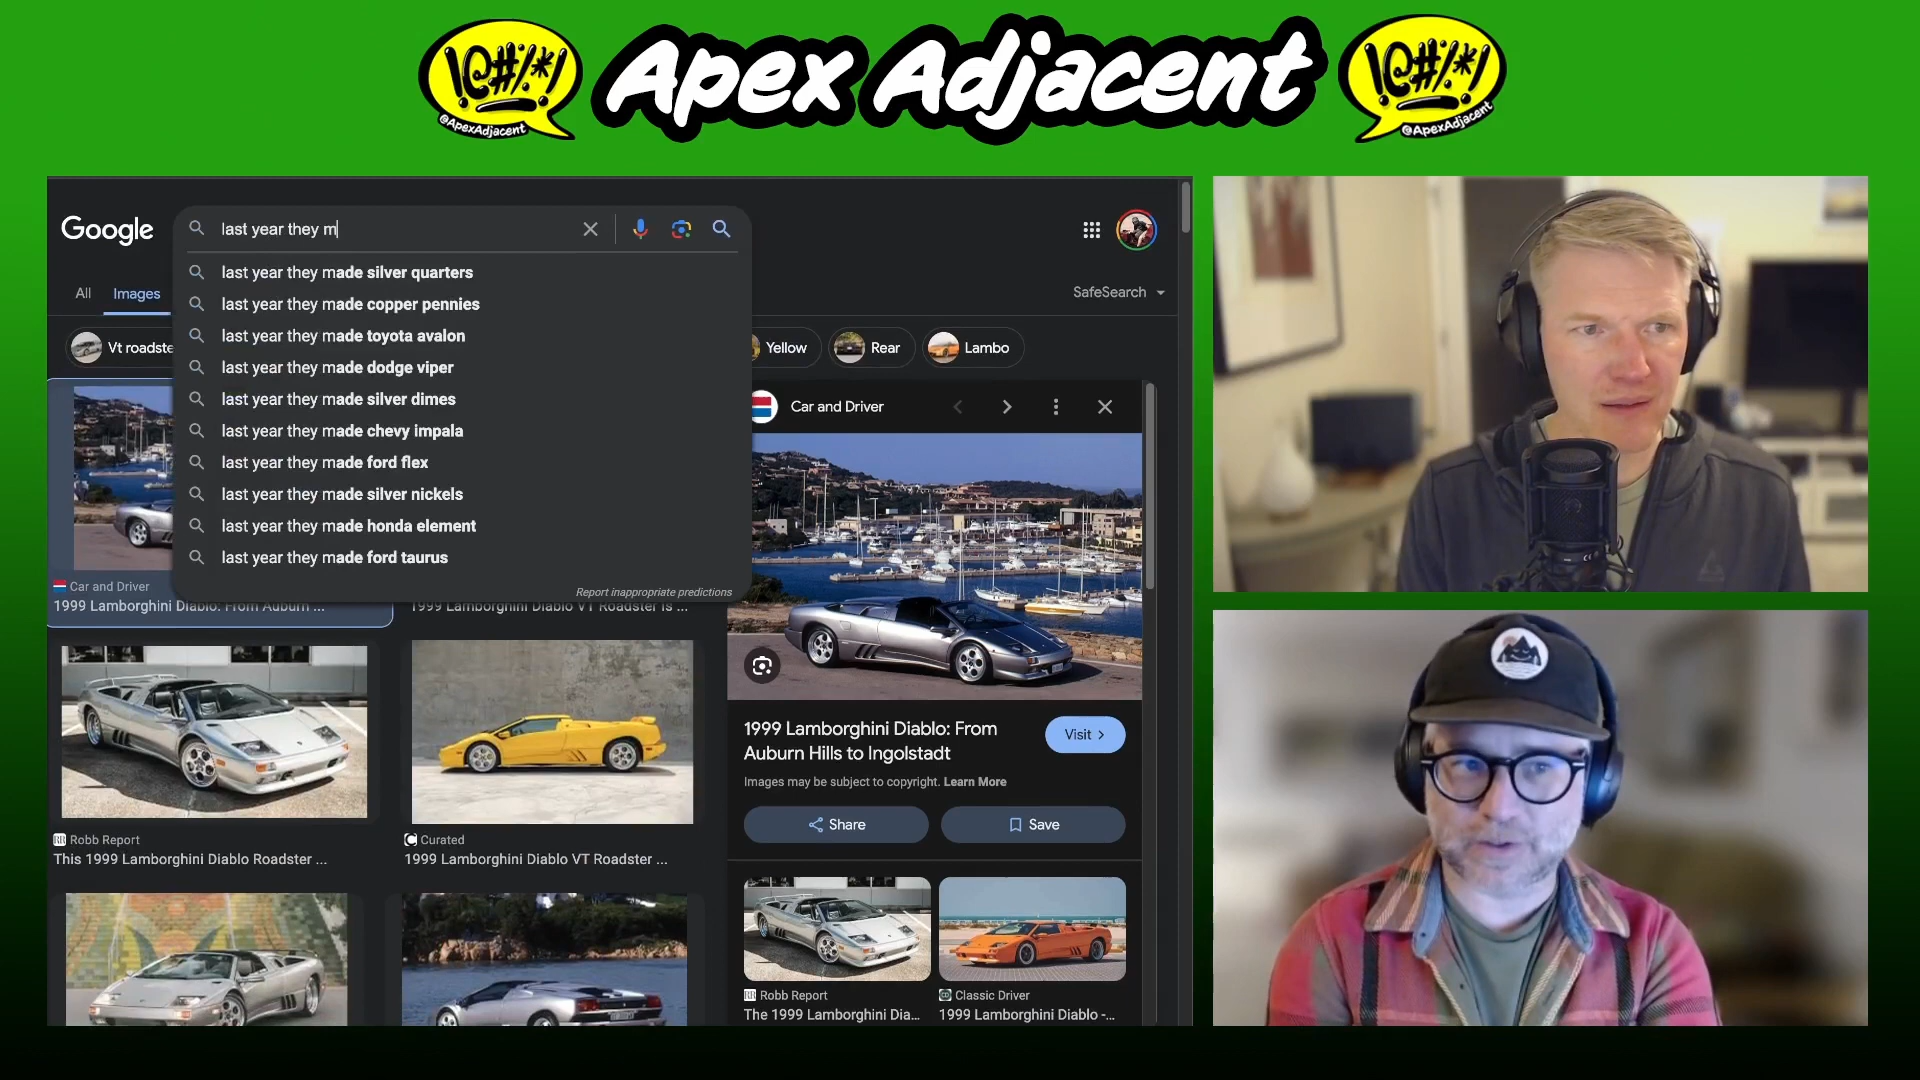 !@#/*!
@ApexAdjacent
Apex Adjacent
!@#/*!
@ApexAdjacent
Google
last year they m
last year they made silver quarters
last year they made copper pennies
last year they made toyota avalon
last year they made dodge viper
last year they made silver dimes
last year they made chevy impala
last year they made ford flex
last year they made silver nickels
last year they made honda element
last year they made ford taurus
Report inappropriate predictions
All
Images
SafeSearch
Vt roadste
Yellow
Rear
Lambo
Car and Driver
1999 Lamborghini Diablo: From Auburn ...
1999 Lamborghini Diablo VT Roadster is ...
Robb Report
This 1999 Lamborghini Diablo Roadster ...
Curated
1999 Lamborghini Diablo VT Roadster ...
Car and Driver
1999 Lamborghini Diablo: From
Auburn Hills to Ingolstadt
Visit
Images may be subject to copyright. Learn More
Share
Save
Robb Report
The 1999 Lamborghini Dia...
Classic Driver
1999 Lamborghini Diablo -...